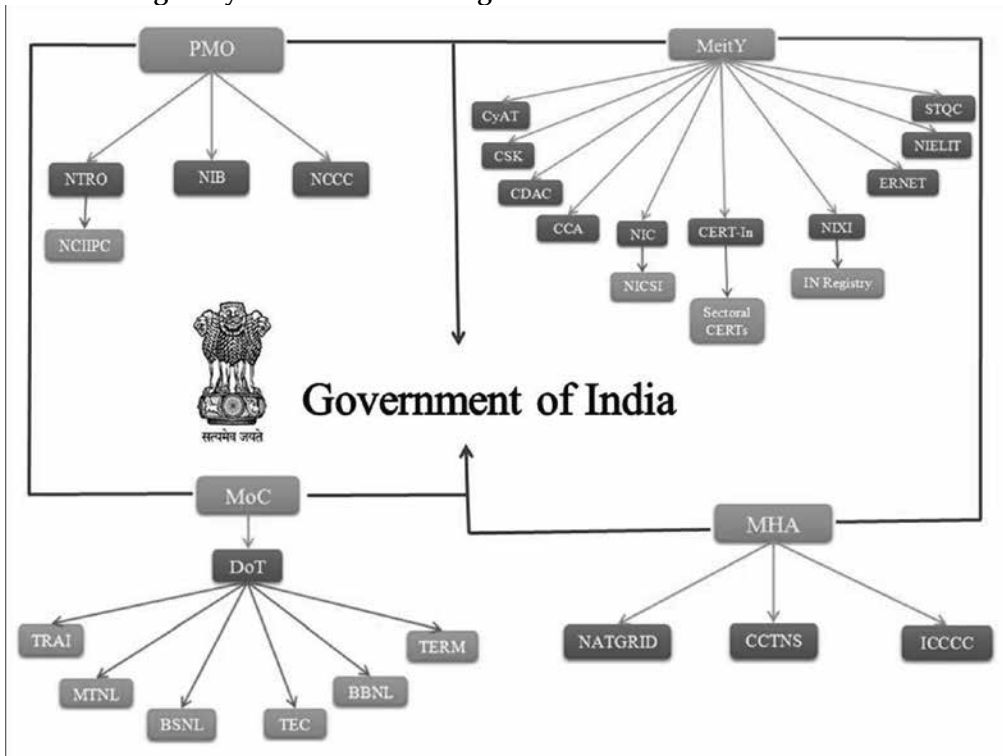 PMO
MeitY
CyAT
STQC
CSK
NIELIT
NTRO
NIB
NCCC
CDAC
ERNET
CCA
NIC
CERT-In
NIXI
NCIIPC
NICSI
IN Registry
Sectoral
CERTs
सत्यमेव जयते
Government of India
MoC
MHA
DoT
TRAI
TERM
NATGRID
CCTNS
ICCCC
MTNL
BBNL
BSNL
TEC